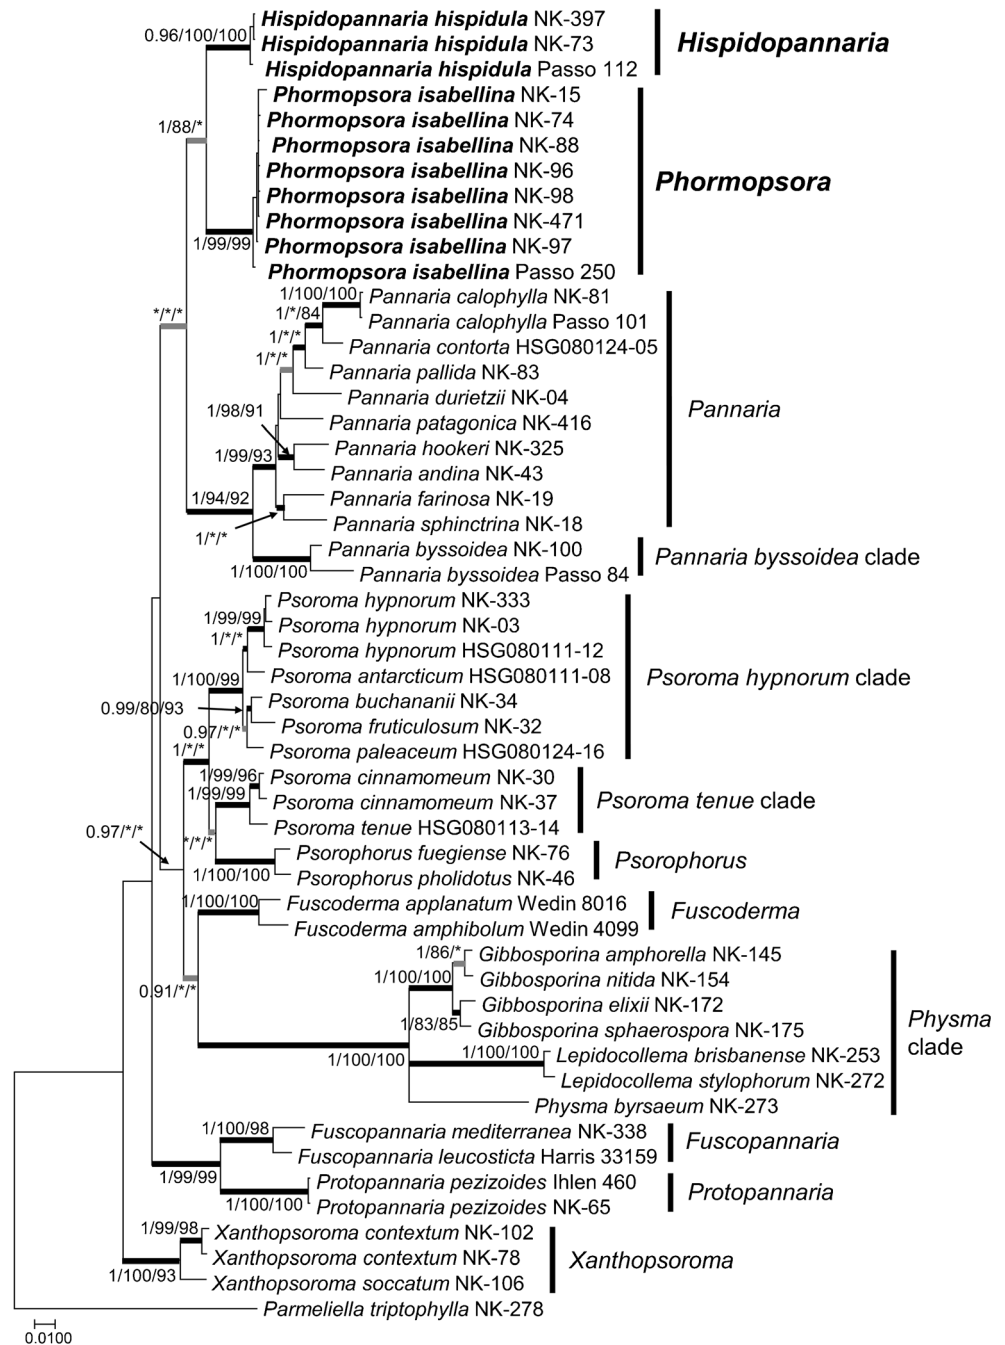 Hispidopannaria hispidula NK-397
0.96/100/100
Hispidopannaria hispidula NK-73
Hispidopannaria
Hispidopannaria hispidula Passo 112
Phormopsora isabellina NK-15
Phormopsora isabellina NK-74
1/88/*
Phormopsora isabellina NK-88
Phormopsora isabellina NK-96
Phormopsora
Phormopsora isabellina NK-98
Phormopsora isabellina NK-471
1/99/99
Phormopsora isabellina NK-97
Phormopsora isabellina Passo 250
1/100/100
Pannaria calophylla NK-81
*/*/*
1/*/84
Pannaria calophylla Passo 101
1/*/*
Pannaria contorta HSG080124-05
1/*/*
Pannaria pallida NK-83
Pannaria durietzii NK-04
1/98/91
Pannaria
Pannaria patagonica NK-416
Pannaria hookeri NK-325
1/99/93
Pannaria andina NK-43
1/94/92
Pannaria farinosa NK-19
Pannaria sphinctrina NK-18
1/*/*
Pannaria byssoidea NK-100
Pannaria byssoidea clade
1/100/100
Pannaria byssoidea Passo 84
Psoroma hypnorum NK-333
1/99/99
Psoroma hypnorum NK-03
1/*/*
Psoroma hypnorum HSG080111-12
1/100/99
Psoroma antarcticum HSG080111-08
Psoroma hypnorum clade
0.99/80/93
Psoroma buchananii NK-34
0.97/*/*
Psoroma fruticulosum NK-32
1/*/*
Psoroma paleaceum HSG080124-16
1/99/96
Psoroma cinnamomeum NK-30
1/99/99
Psoroma cinnamomeum NK-37
Psoroma tenue clade
0.97/*/*
Psoroma tenue HSG080113-14
*/*/*
Psorophorus fuegiense NK-76
Psorophorus
1/100/100
Psorophorus pholidotus NK-46
1/100/100
Fuscoderma applanatum Wedin 8016
Fuscoderma
Fuscoderma amphibolum Wedin 4099
1/86/*
Gibbosporina amphorella NK-145
1/100/100
Gibbosporina nitida NK-154
0.91/*/*
Gibbosporina elixii NK-172
1/83/85
Gibbosporina sphaerospora NK-175
Physma
clade
1/100/100
1/100/100
Lepidocollema brisbanense NK-253
Lepidocollema stylophorum NK-272
Physma byrsaeum NK-273
1/100/98
Fuscopannaria mediterranea NK-338
Fuscopannaria
Fuscopannaria leucosticta Harris 33159
1/99/99
Protopannaria pezizoides Ihlen 460
Protopannaria
1/100/100
Protopannaria pezizoides NK-65
1/99/98
Xanthopsoroma contextum NK-102
Xanthopsoroma contextum NK-78
Xanthopsoroma
1/100/93
Xanthopsoroma soccatum NK-106
Parmeliella triptophylla NK-278
0.0100